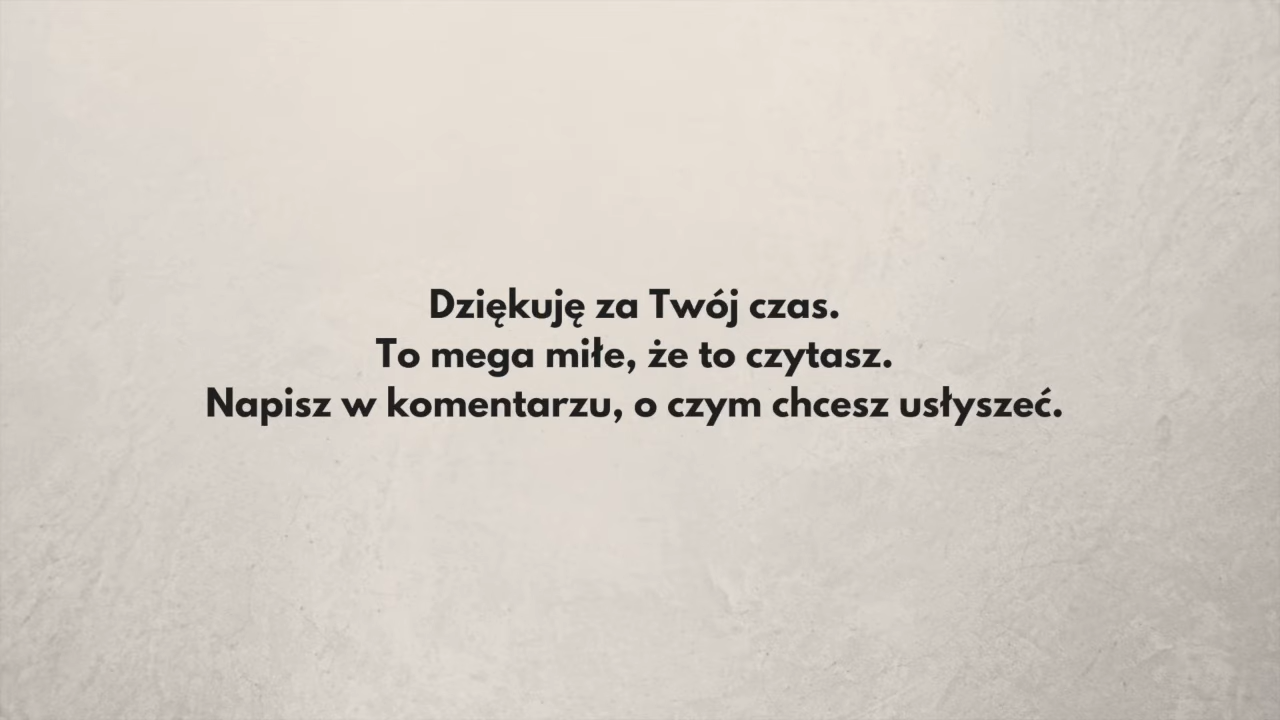 Dziękuję za Twój czas.
To mega miłe, że to czytasz.
Napisz w komentarzu, o czym chcesz usłyszeć.